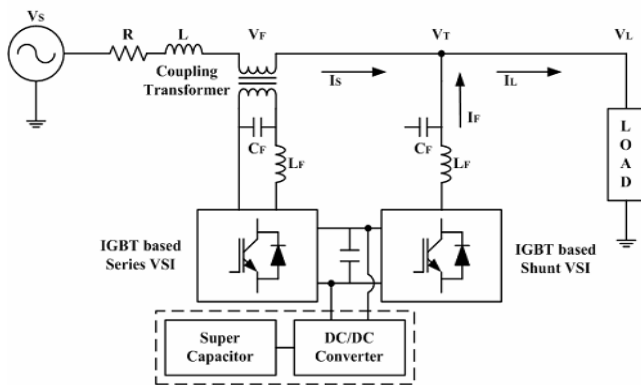 VS
VF
VT
VL
R
L
Coupling
Transformer
IS
IL
IF
CF
LF
CF
LF
L
O
A
D
IGBT based
Series VSI
IGBT based
Shunt VSI
Super
Capacitor
DC/DC
Converter